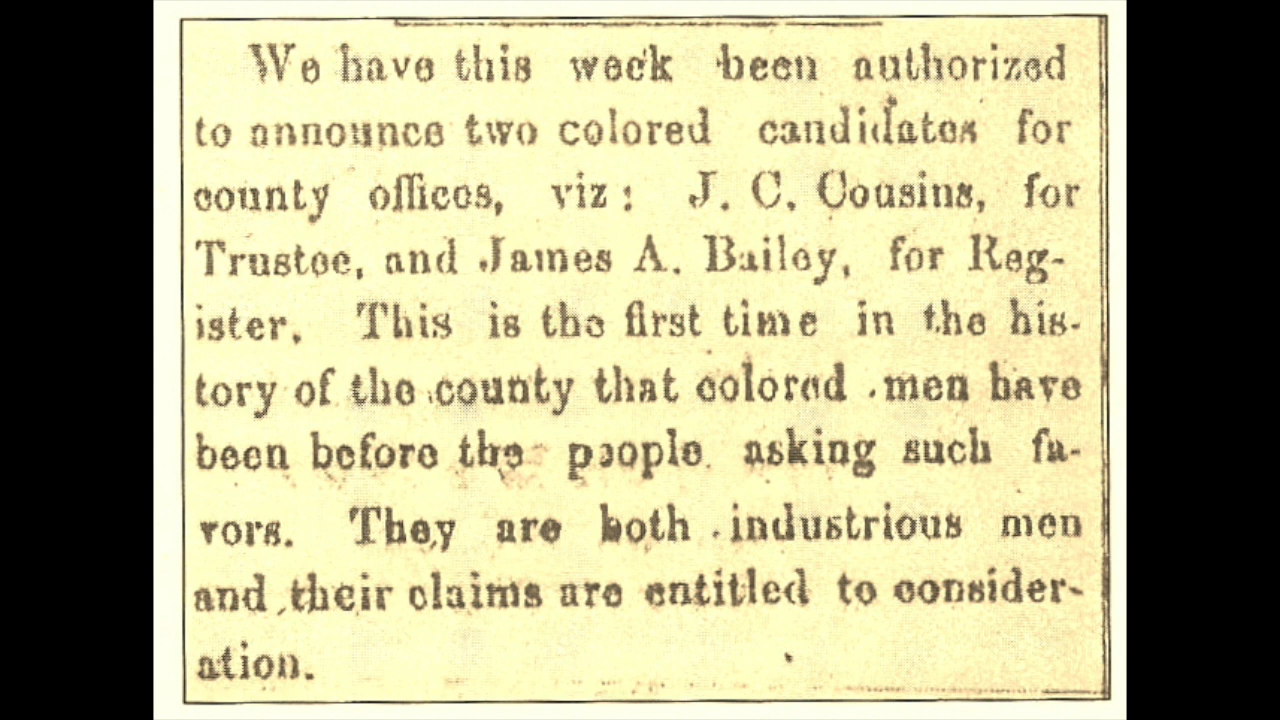 We have this week been authorized
to announce two colored candidates for
county offices, viz: J. C. Cousins, for
Trustee, and James A. Bailey, for Reg-
ister. This is the first time in the his-
tory of the county that colored men have
been before the people asking such fa-
vors. They are both industrious men
and their claims are entitled to consider-
ation.